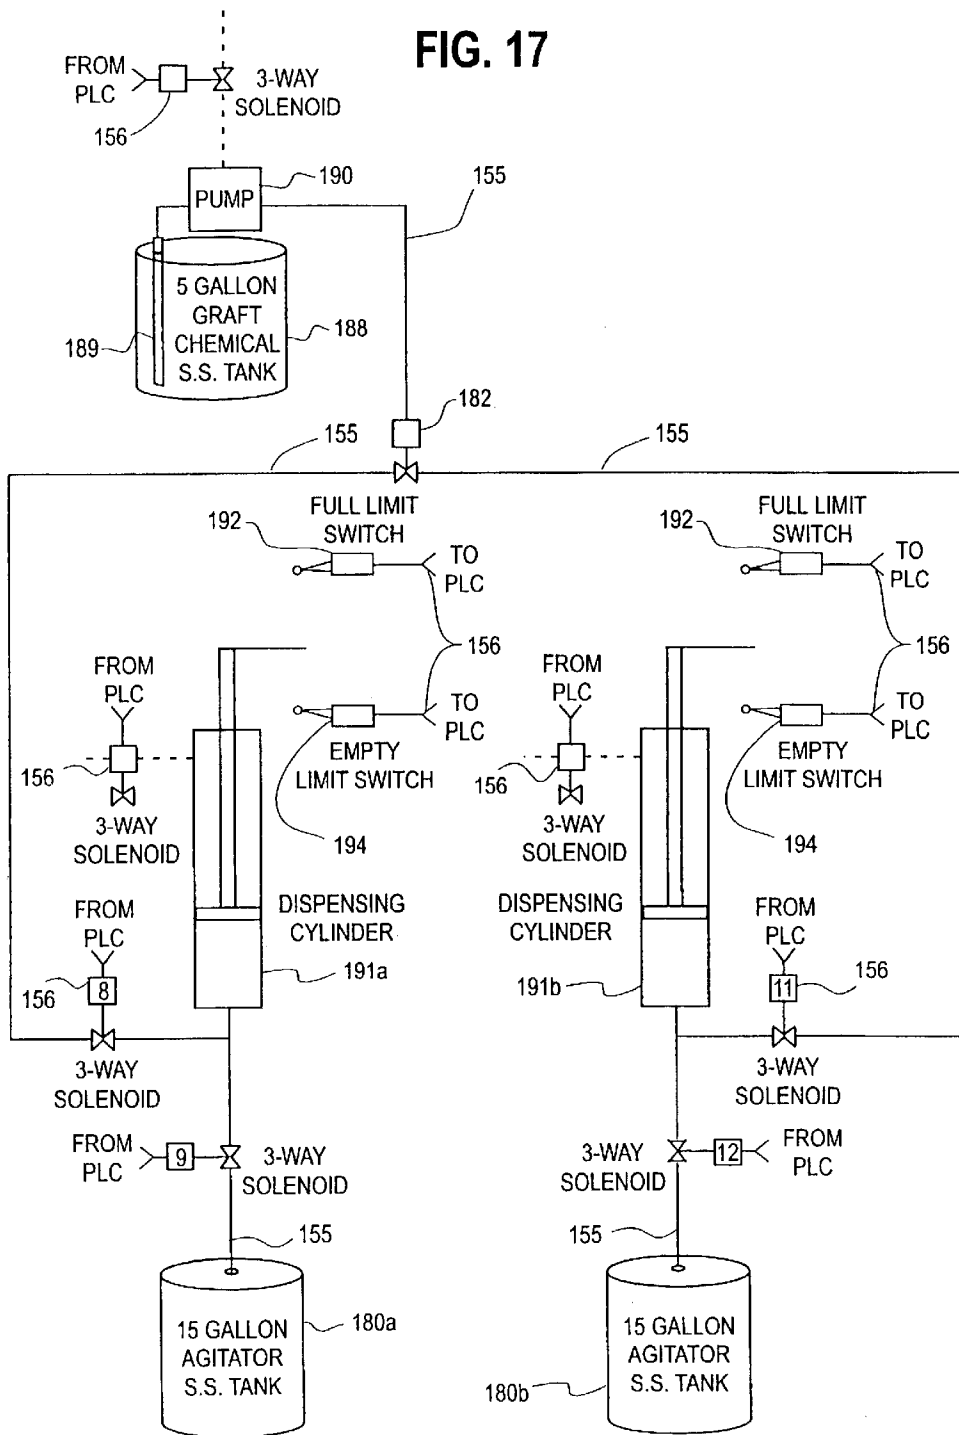 FIG. 17
FROM
PLC
156
3-WAY
SOLENOID
190
PUMP
155
5 GALLON
GRAFT
CHEMICAL
S.S. TANK
189
188
182
155
155
192
FULL LIMIT
SWITCH
TO
PLC
156
TO
PLC
EMPTY
LIMIT SWITCH
194
FROM
PLC
156
3-WAY
SOLENOID
DISPENSING
CYLINDER
191a
FROM
PLC
156
8
3-WAY
SOLENOID
FROM
PLC
9
3-WAY
SOLENOID
155
15 GALLON
AGITATOR
S.S. TANK
180a
192
FULL LIMIT
SWITCH
TO
PLC
156
TO
PLC
EMPTY
LIMIT SWITCH
194
FROM
PLC
156
3-WAY
SOLENOID
DISPENSING
CYLINDER
191b
FROM
PLC
11
156
3-WAY
SOLENOID
3-WAY
SOLENOID
12
FROM
PLC
155
15 GALLON
AGITATOR
S.S. TANK
180b